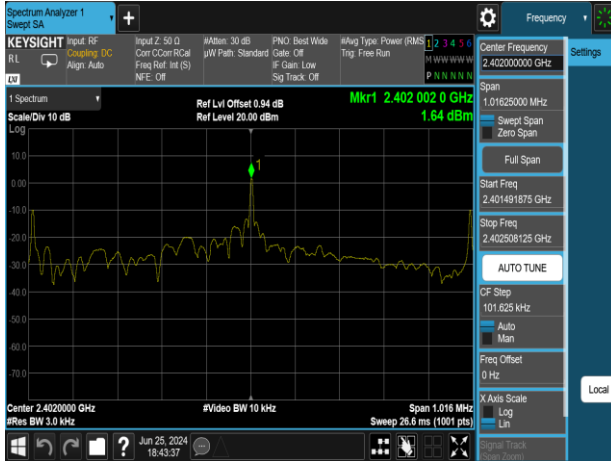 Spectrum Analyzer 1
Swept SA
+
Frequency
KEYSIGHT
RL
LXI
Input: RF
Coupling: DC
Align: Auto
Input Z: 50 Ω
Corr CCorr RCal
Freq Ref: Int (S)
NFE: Off
#Atten: 30 dB
µW Path: Standard
PNO: Best Wide
Gate: Off
IF Gain: Low
Sig Track: Off
#Avg Type: Power (RMS
Trig: Free Run
1 2 3 4 5 6
M W W W W W
P N N N N N
1 Spectrum
Scale/Div 10 dB
Log
Ref Lvl Offset 0.94 dB
Ref Level 20.00 dBm
Mkr1 2.402 002 0 GHz
1.64 dBm
10.0
0.00
-10.0
-20.0
-30.0
-40.0
-50.0
-60.0
-70.0
1
Center 2.4020000 GHz
#Res BW 3.0 kHz
#Video BW 10 kHz
Span 1.016 MHz
Sweep 26.6 ms (1001 pts)
Jun 25, 2024
18:43:37
?
Center Frequency
2.402000000 GHz
Span
1.01625000 MHz
Swept Span
Zero Span
Full Span
Start Freq
2.401491875 GHz
Stop Freq
2.402508125 GHz
AUTO TUNE
CF Step
101.625 kHz
Auto
Man
Freq Offset
0 Hz
X Axis Scale
Log
Lin
Signal Track
(Span Zoom)
Settings
Local